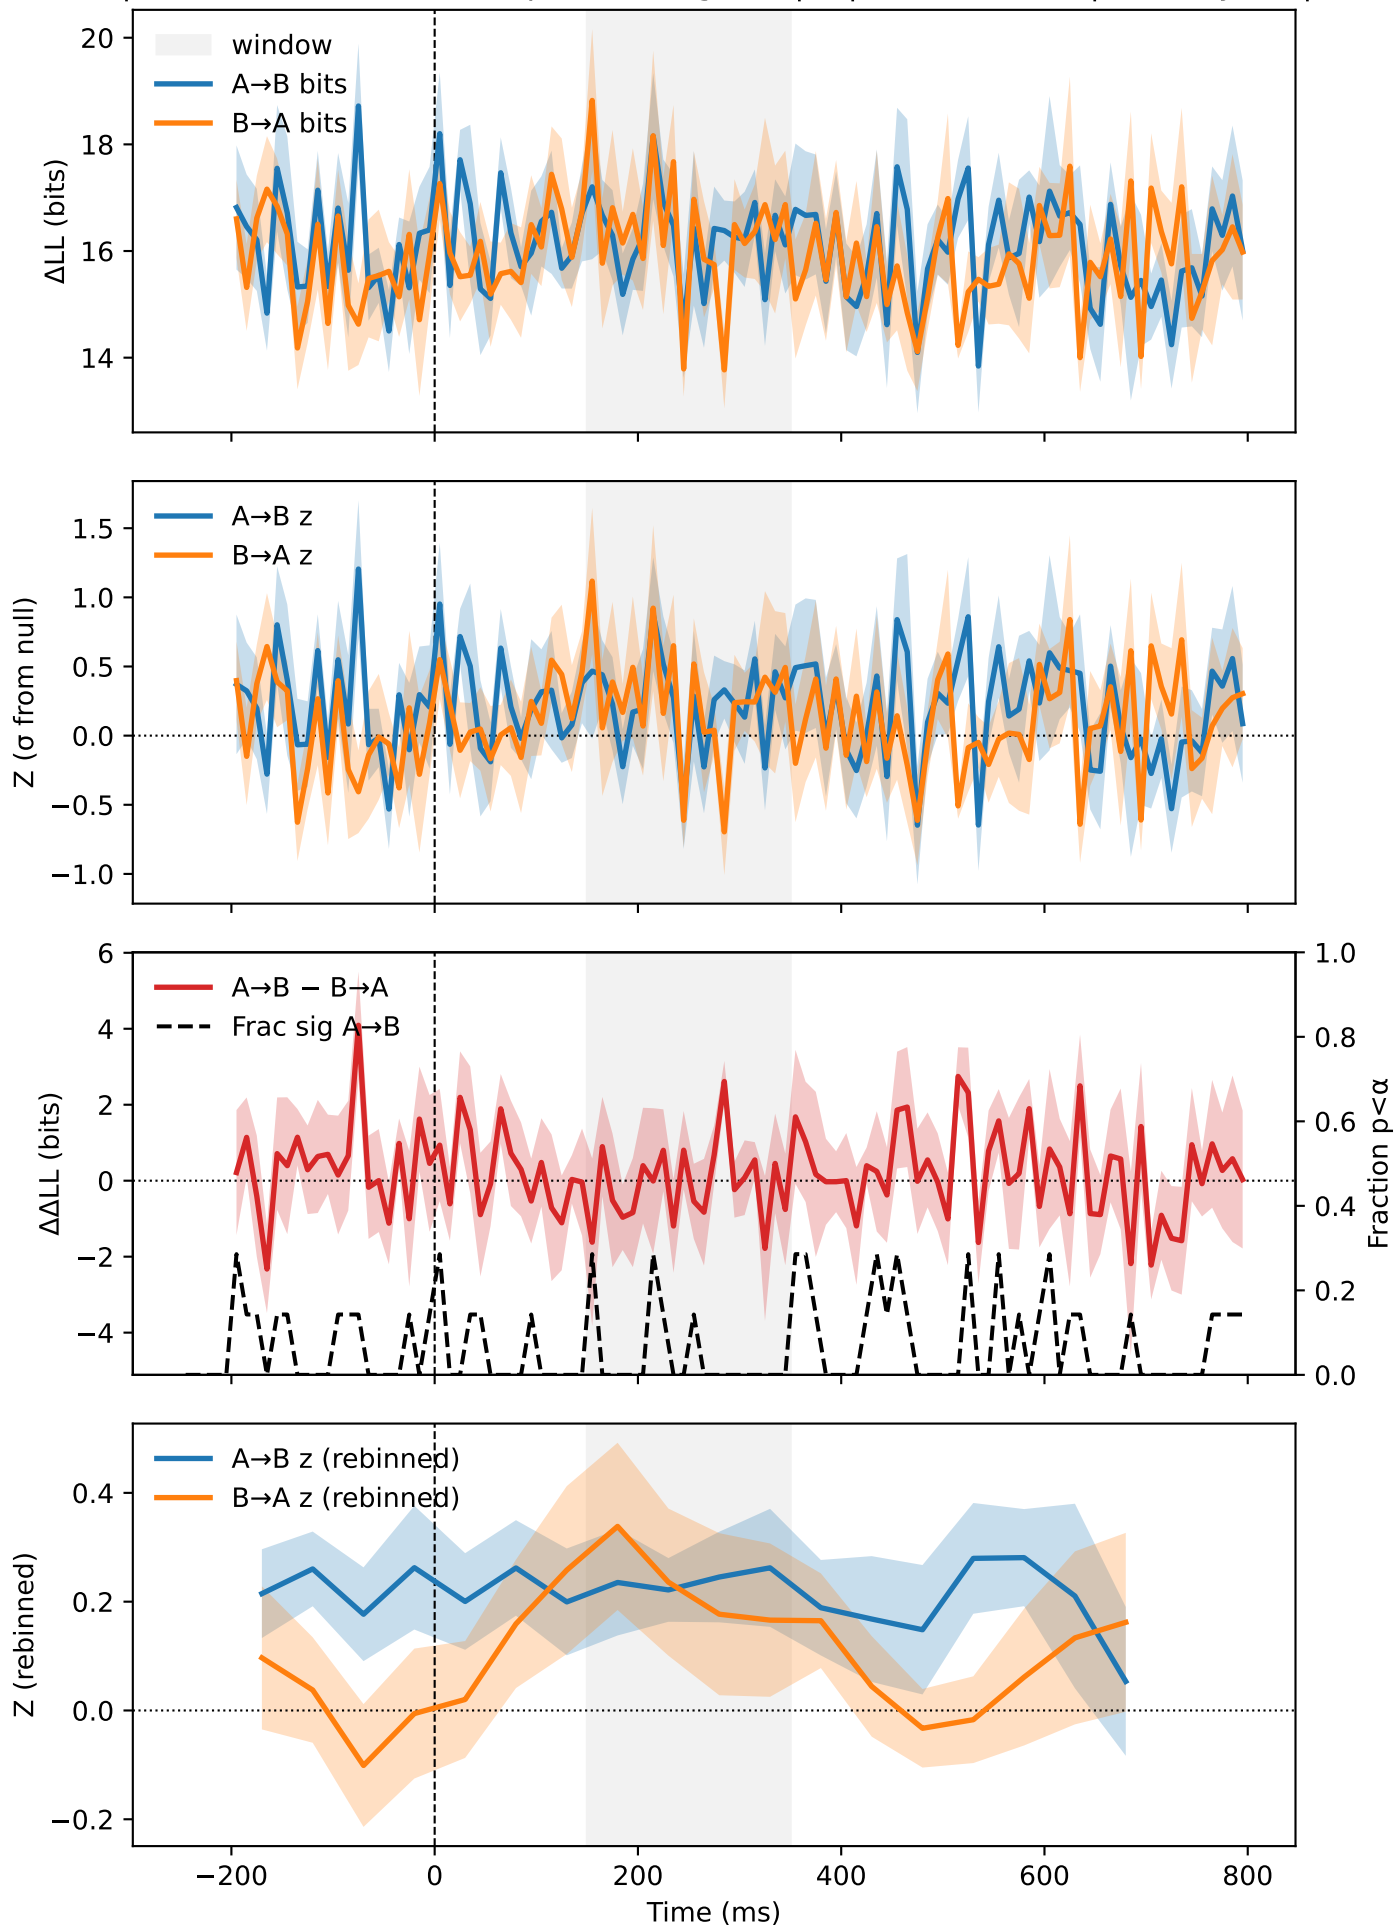 20
18
16
14
ΔLL (bits)
window
A→B bits
B→A bits
1.5
1.0
0.5
0.0
−0.5
−1.0
Z (σ from null)
A→B z
B→A z
6
4
2
0
−2
−4
ΔΔLL (bits)
A→B − B→A
Frac sig A→B
1.0
0.8
0.6
0.4
0.2
0.0
Fraction p<α
0.4
0.2
0.0
−0.2
Z (rebinned)
A→B z (rebinned)
B→A z (rebinned)
−200
0
200
400
600
800
Time (ms)